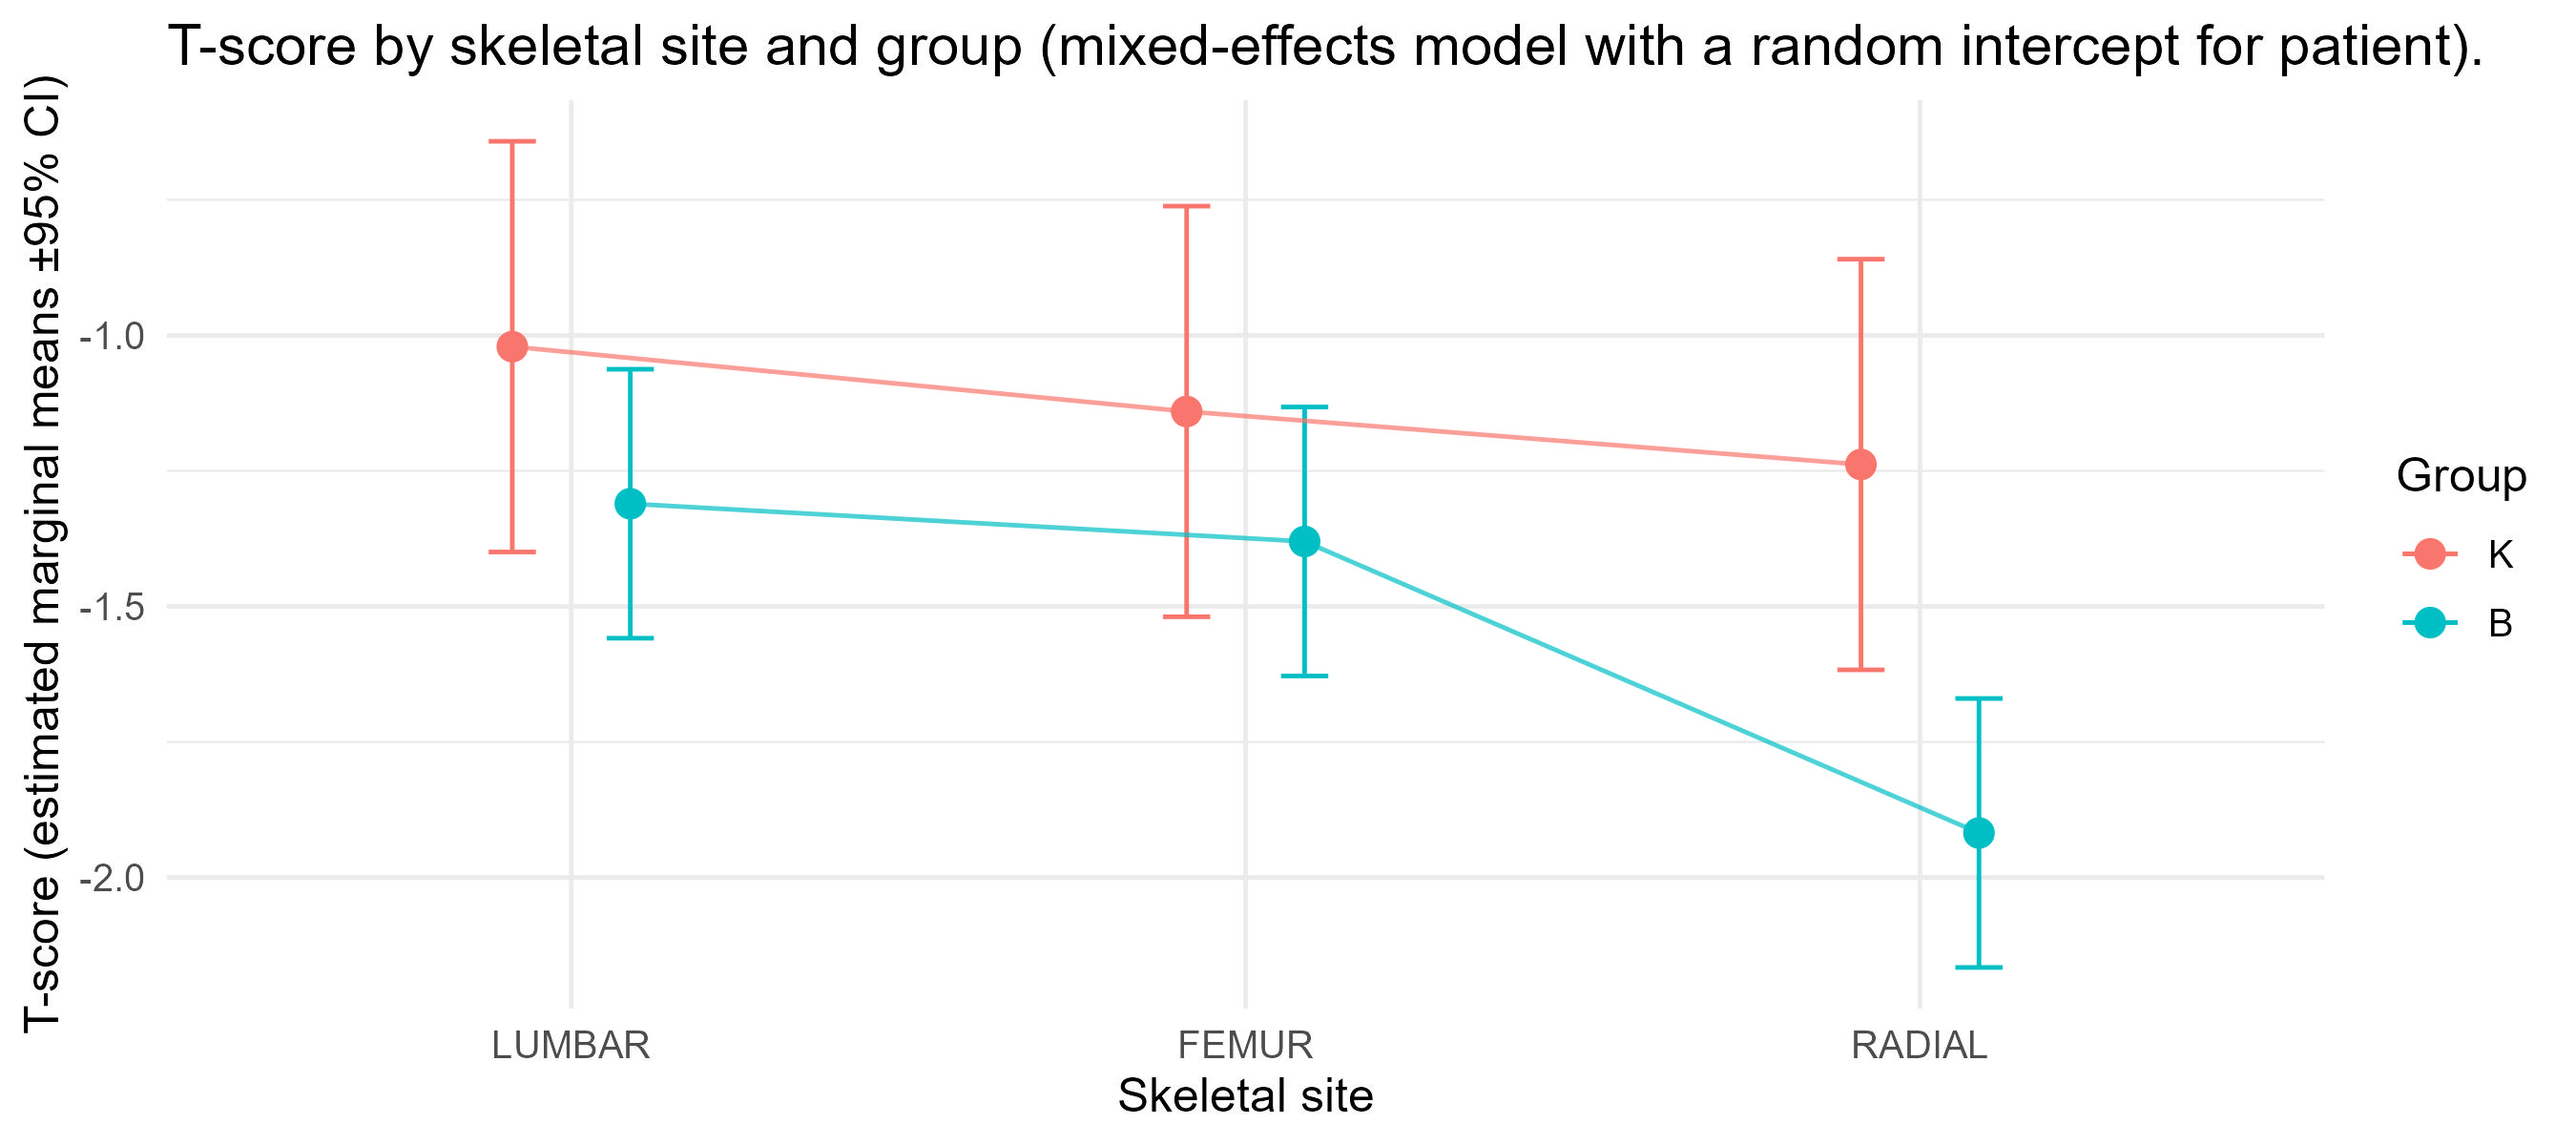 T-score by skeletal site and group (mixed-effects model with a random intercept for patient).
T-score (estimated marginal means ±95% CI)
-1.0
-1.5
-2.0
LUMBAR
FEMUR
RADIAL
Skeletal site
Group
K
B